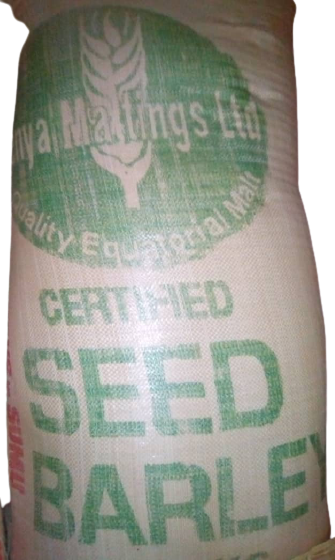 nya Maltings Ltd
Quality Equatorial Malt
CERTIFIED
SEED
BARLEY